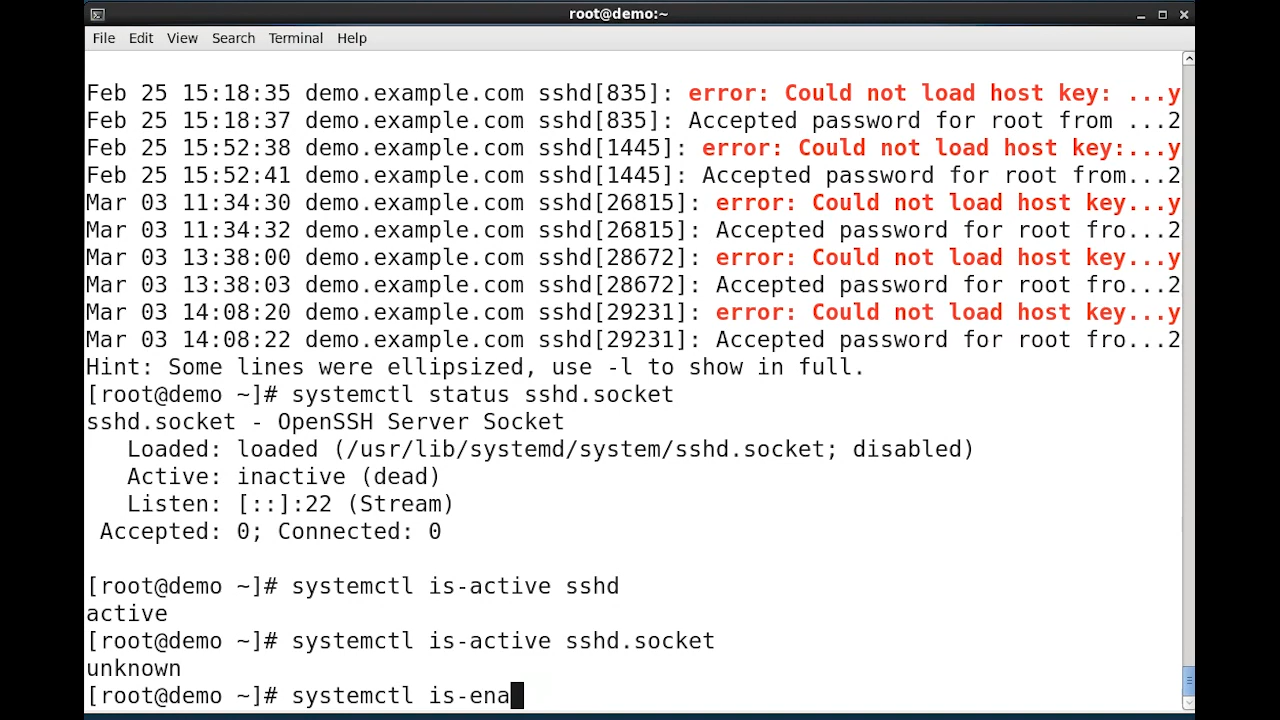 root@demo:~
File Edit View Search Terminal Help
Feb 25 15:18:35 demo.example.com sshd[835]: error: Could not load host key: ...y
Feb 25 15:18:37 demo.example.com sshd[835]: Accepted password for root from ...2
Feb 25 15:52:38 demo.example.com sshd[1445]: error: Could not load host key:...y
Feb 25 15:52:41 demo.example.com sshd[1445]: Accepted password for root from...2
Mar 03 11:34:30 demo.example.com sshd[26815]: error: Could not load host key...y
Mar 03 11:34:32 demo.example.com sshd[26815]: Accepted password for root fro...2
Mar 03 13:38:00 demo.example.com sshd[28672]: error: Could not load host key...y
Mar 03 13:38:03 demo.example.com sshd[28672]: Accepted password for root fro...2
Mar 03 14:08:20 demo.example.com sshd[29231]: error: Could not load host key...y
Mar 03 14:08:22 demo.example.com sshd[29231]: Accepted password for root fro...2
Hint: Some lines were ellipsized, use -l to show in full.
[root@demo ~]# systemctl status sshd.socket
sshd.socket - OpenSSH Server Socket
   Loaded: loaded (/usr/lib/systemd/system/sshd.socket; disabled)
   Active: inactive (dead)
   Listen: [::]:22 (Stream)
 Accepted: 0; Connected: 0
[root@demo ~]# systemctl is-active sshd
active
[root@demo ~]# systemctl is-active sshd.socket
unknown
[root@demo ~]# systemctl is-ena